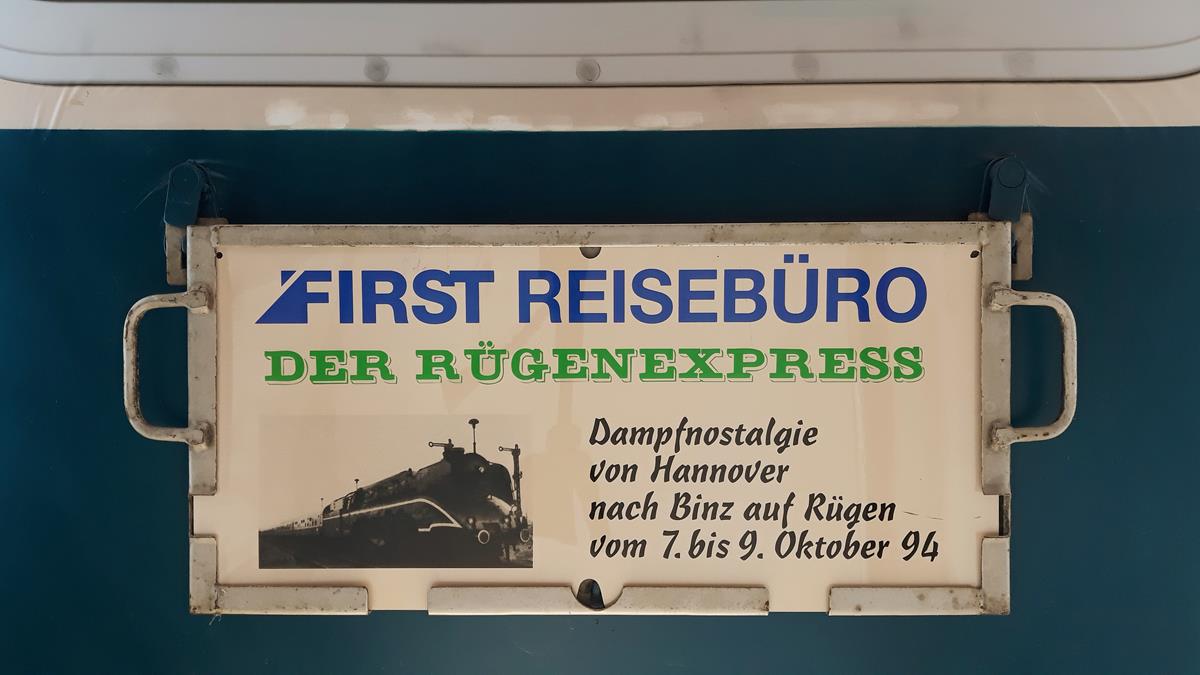 FIRST REISEBÜRO
DER RÜGENEXPRESS
Dampfnostalgie
von Hannover
nach Binz auf Rügen
vom 7. bis 9. Oktober 94